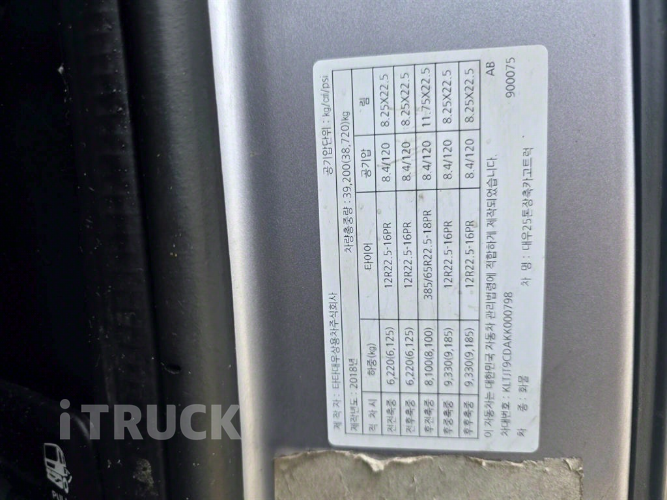 제 작 자 : 타타대우상용차주식회사 공기압단위 : kg/㎠/psi
제작년도 : 2018년 차량총중량 : 39,200(38,720)kg
적 차 시 하중(kg) 타이어 공기압 림
전전축중 6,220(6,125) 12R22.5-16PR 8.4/120 8.25X22.5
전후축중 6,220(6,125) 12R22.5-16PR 8.4/120 8.25X22.5
후전축중 8,100(8,100) 385/65R22.5-18PR 8.4/120 11.75X22.5
후중축중 9,330(9,185) 12R22.5-16PR 8.4/120 8.25X22.5
후후축중 9,330(9,185) 12R22.5-16PR 8.4/120 8.25X22.5
이 자동차는 대한민국 자동차 관리법령에 적합하게 제작되었습니다. AB
차대번호 : KLTJT9CDAKK000798 900075
차 종 : 화물 차 명 : 대우25톤장축카고트럭
iTRUCK